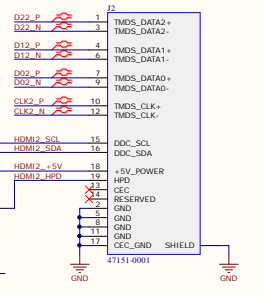 J2
D22_P 1 TMDS_DATA2+
D22_N 3 TMDS_DATA2-
D12_P 4 TMDS_DATA1+
D12_N 6 TMDS_DATA1-
D02_P 7 TMDS_DATA0+
D02_N 9 TMDS_DATA0-
CLK2_P 10 TMDS_CLK+
CLK2_N 12 TMDS_CLK-
HDMI2_SCL 15 DDC_SCL
HDMI2_SDA 16 DDC_SDA
HDMI2_+5V 18 +5V_POWER
HDMI2_HPD 19 HPD
13 CEC
14 RESERVED
2 GND
5 GND
8 GND
11 GND
17 CEC_GND SHIELD
47151-0001
GND GND